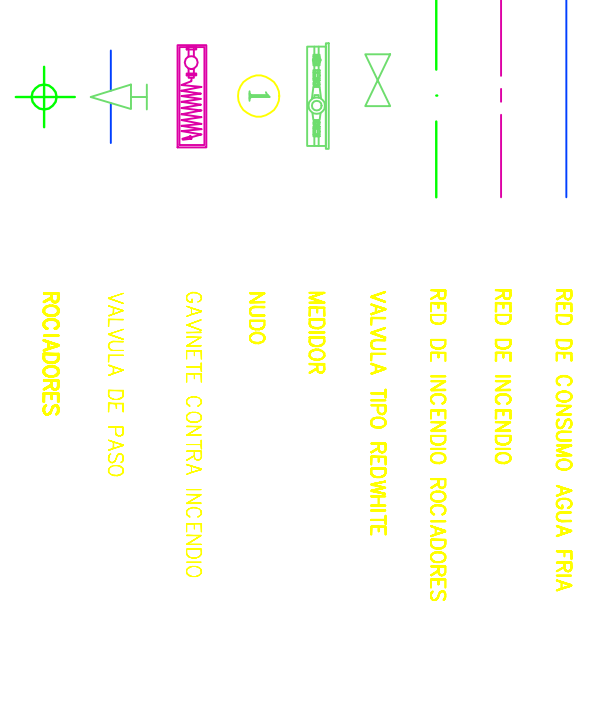 RED DE CONSUMO AGUA FRIA
RED DE INCENDIO
RED DE INCENDIO ROCIADORES
VALVULA TIPO REDWHITE
MEDIDOR
1
NUDO
GAVINETE CONTRA INCENDIO
VALVULA DE PASO
ROCIADORES